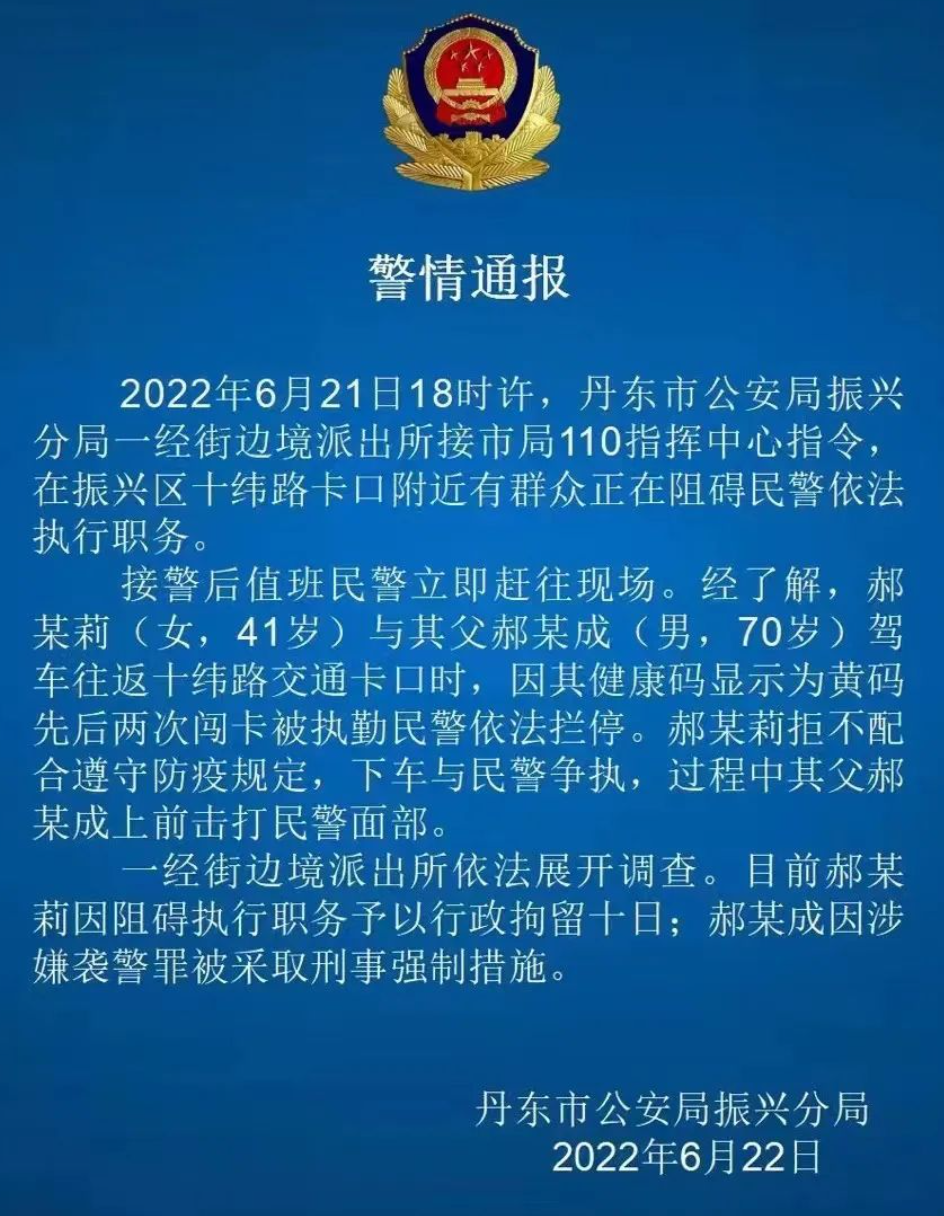 警情通报
2022年6月21日18时许，丹东市公安局振兴
分局一经街边境派出所接市局110指挥中心指令，
在振兴区十纬路卡口附近有群众正在阻碍民警依法
执行职务。
接警后值班民警立即赶往现场。经了解，郝
某莉（女，41岁）与其父郝某成（男，70岁）驾
车往返十纬路交通卡口时，因其健康码显示为黄码
先后两次闯卡被执勤民警依法拦停。郝某莉拒不配
合遵守防疫规定，下车与民警争执，过程中其父郝
某成上前击打民警面部。
一经街边境派出所依法展开调查。目前郝某
莉因阻碍执行职务予以行政拘留十日；郝某成因涉
嫌袭警罪被采取刑事强制措施。
丹东市公安局振兴分局
2022年6月22日